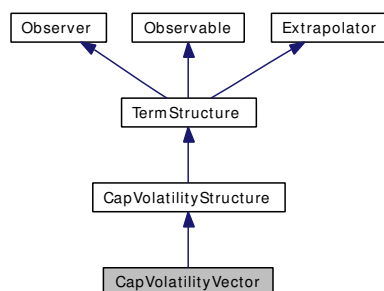 Observer Observable Extrapolator
TermStructure
CapVolatilityStructure
CapVolatilityVector